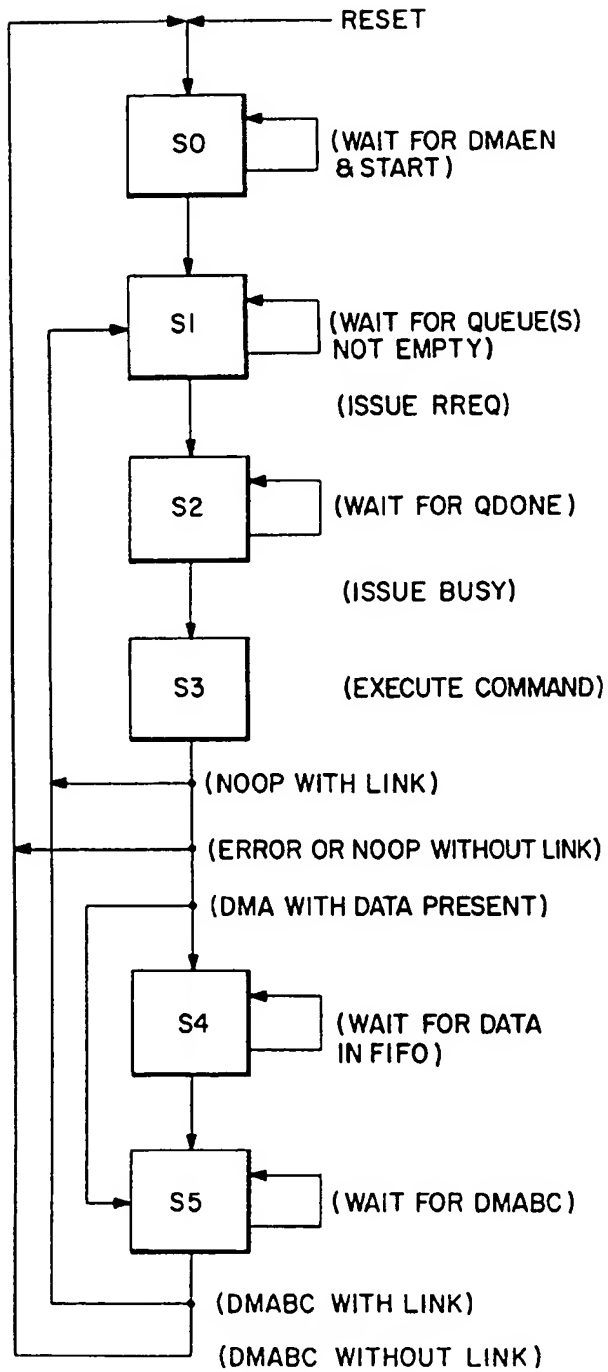 RESET
S0
(WAIT FOR DMAEN
& START)
S1
(WAIT FOR QUEUE(S)
NOT EMPTY)
(ISSUE RREQ)
S2
(WAIT FOR QDONE)
(ISSUE BUSY)
S3
(EXECUTE COMMAND)
(NOOP WITH LINK)
(ERROR OR NOOP WITHOUT LINK)
(DMA WITH DATA PRESENT)
S4
(WAIT FOR DATA
IN FIFO)
S5
(WAIT FOR DMABC)
(DMABC WITH LINK)
(DMABC WITHOUT LINK)